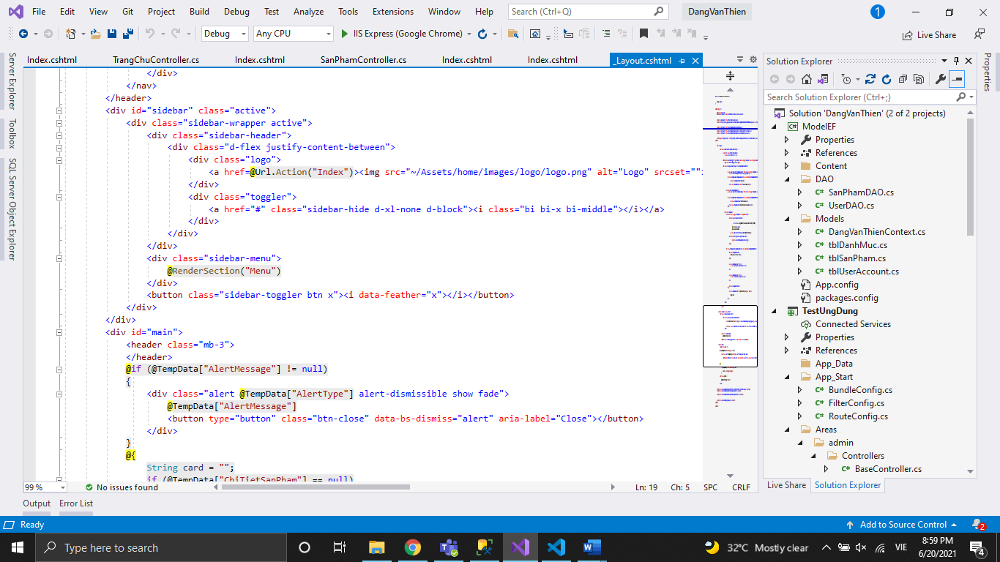 File Edit View Git Project Build Debug Test Analyze Tools Extensions Window Help Search (Ctrl+Q) DangVanThien 1
Debug Any CPU IIS Express (Google Chrome) Live Share
Index.cshtml TrangChuController.cs Index.cshtml SanPhamController.cs Index.cshtml Index.cshtml _Layout.cshtml
</div>
</nav>
</header>
<div id="sidebar" class="active">
<div class="sidebar-wrapper active">
<div class="sidebar-header">
<div class="d-flex justify-content-between">
<div class="logo">
<a href=@Url.Action("Index")><img src="~/Assets/home/images/logo/logo.png" alt="Logo" srcset="">
</div>
<div class="toggler">
<a href="#" class="sidebar-hide d-xl-none d-block"><i class="bi bi-x bi-middle"></i></a>
</div>
</div>
</div>
<div class="sidebar-menu">
@RenderSection("Menu")
</div>
<button class="sidebar-toggler btn x"><i data-feather="x"></i></button>
</div>
</div>
<div id="main">
<header class="mb-3">
</header>
@if (@TempData["AlertMessage"] != null)
{
<div class="alert @TempData["AlertType"] alert-dismissible show fade">
@TempData["AlertMessage"]
<button type="button" class="btn-close" data-bs-dismiss="alert" aria-label="Close"></button>
</div>
}
@{
String card = "";
if (@TempData["ChiTietSanPham"] == null)
99 % No issues found Ln: 19 Ch: 5 SPC CRLF
Server Explorer
Toolbox
SQL Server Object Explorer
Solution Explorer
Search Solution Explorer (Ctrl+;)
Solution 'DangVanThien' (2 of 2 projects)
ModelEF
Properties
References
Content
DAO
SanPhamDAO.cs
UserDAO.cs
Models
DangVanThienContext.cs
tblDanhMuc.cs
tblSanPham.cs
tblUserAccount.cs
App.config
packages.config
TestUngDung
Connected Services
Properties
References
App_Data
App_Start
BundleConfig.cs
FilterConfig.cs
RouteConfig.cs
Areas
admin
Controllers
BaseController.cs
Live Share Solution Explorer
Properties
Output Error List
Ready Add to Source Control 2
Type here to search 32°C Mostly clear VIE 8:59 PM
6/20/2021 4